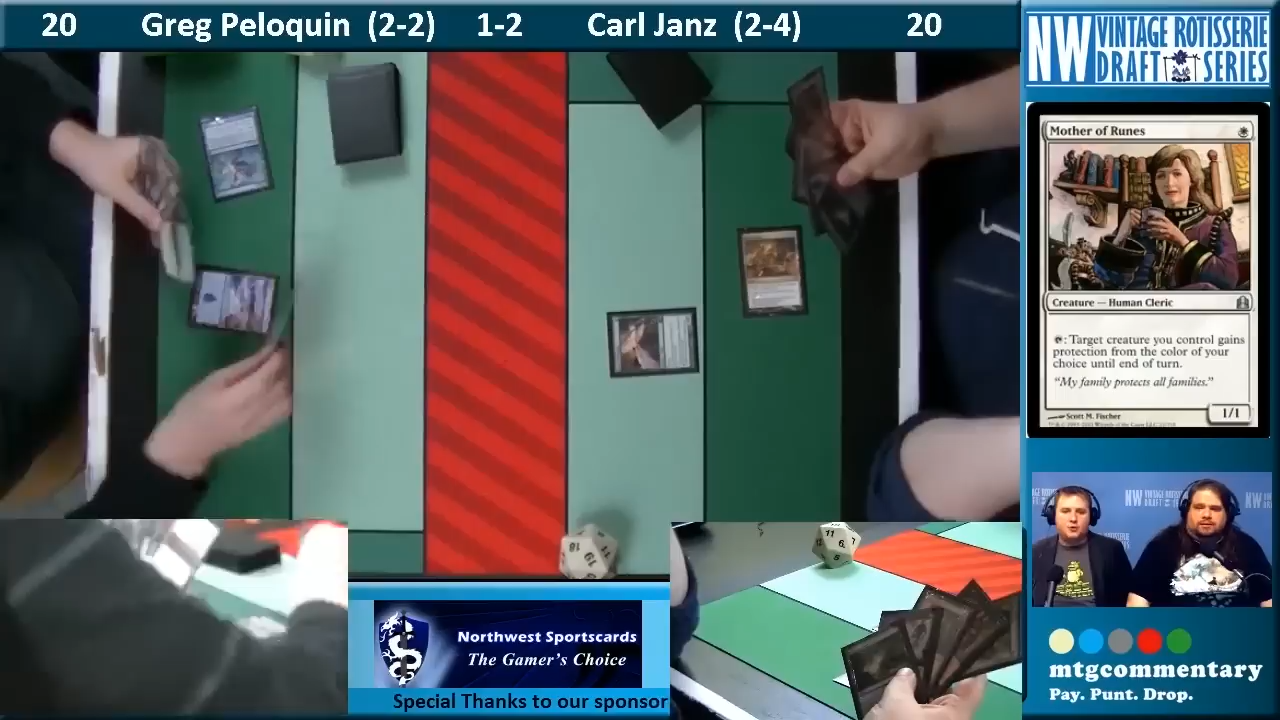 20 Greg Peloquin (2-2) 1-2 Carl Janz (2-4) 20
NW VINTAGE ROTISSERIE
DRAFT SERIES
Mother of Runes
Creature — Human Cleric
: Target creature you control gains
protection from the color of your
choice until end of turn.
"My family protects all families."
Scott M. Fischer
1/1
Northwest Sportscards
The Gamer's Choice
Special Thanks to our sponsor
mtgcommentary
Pay. Punt. Drop.